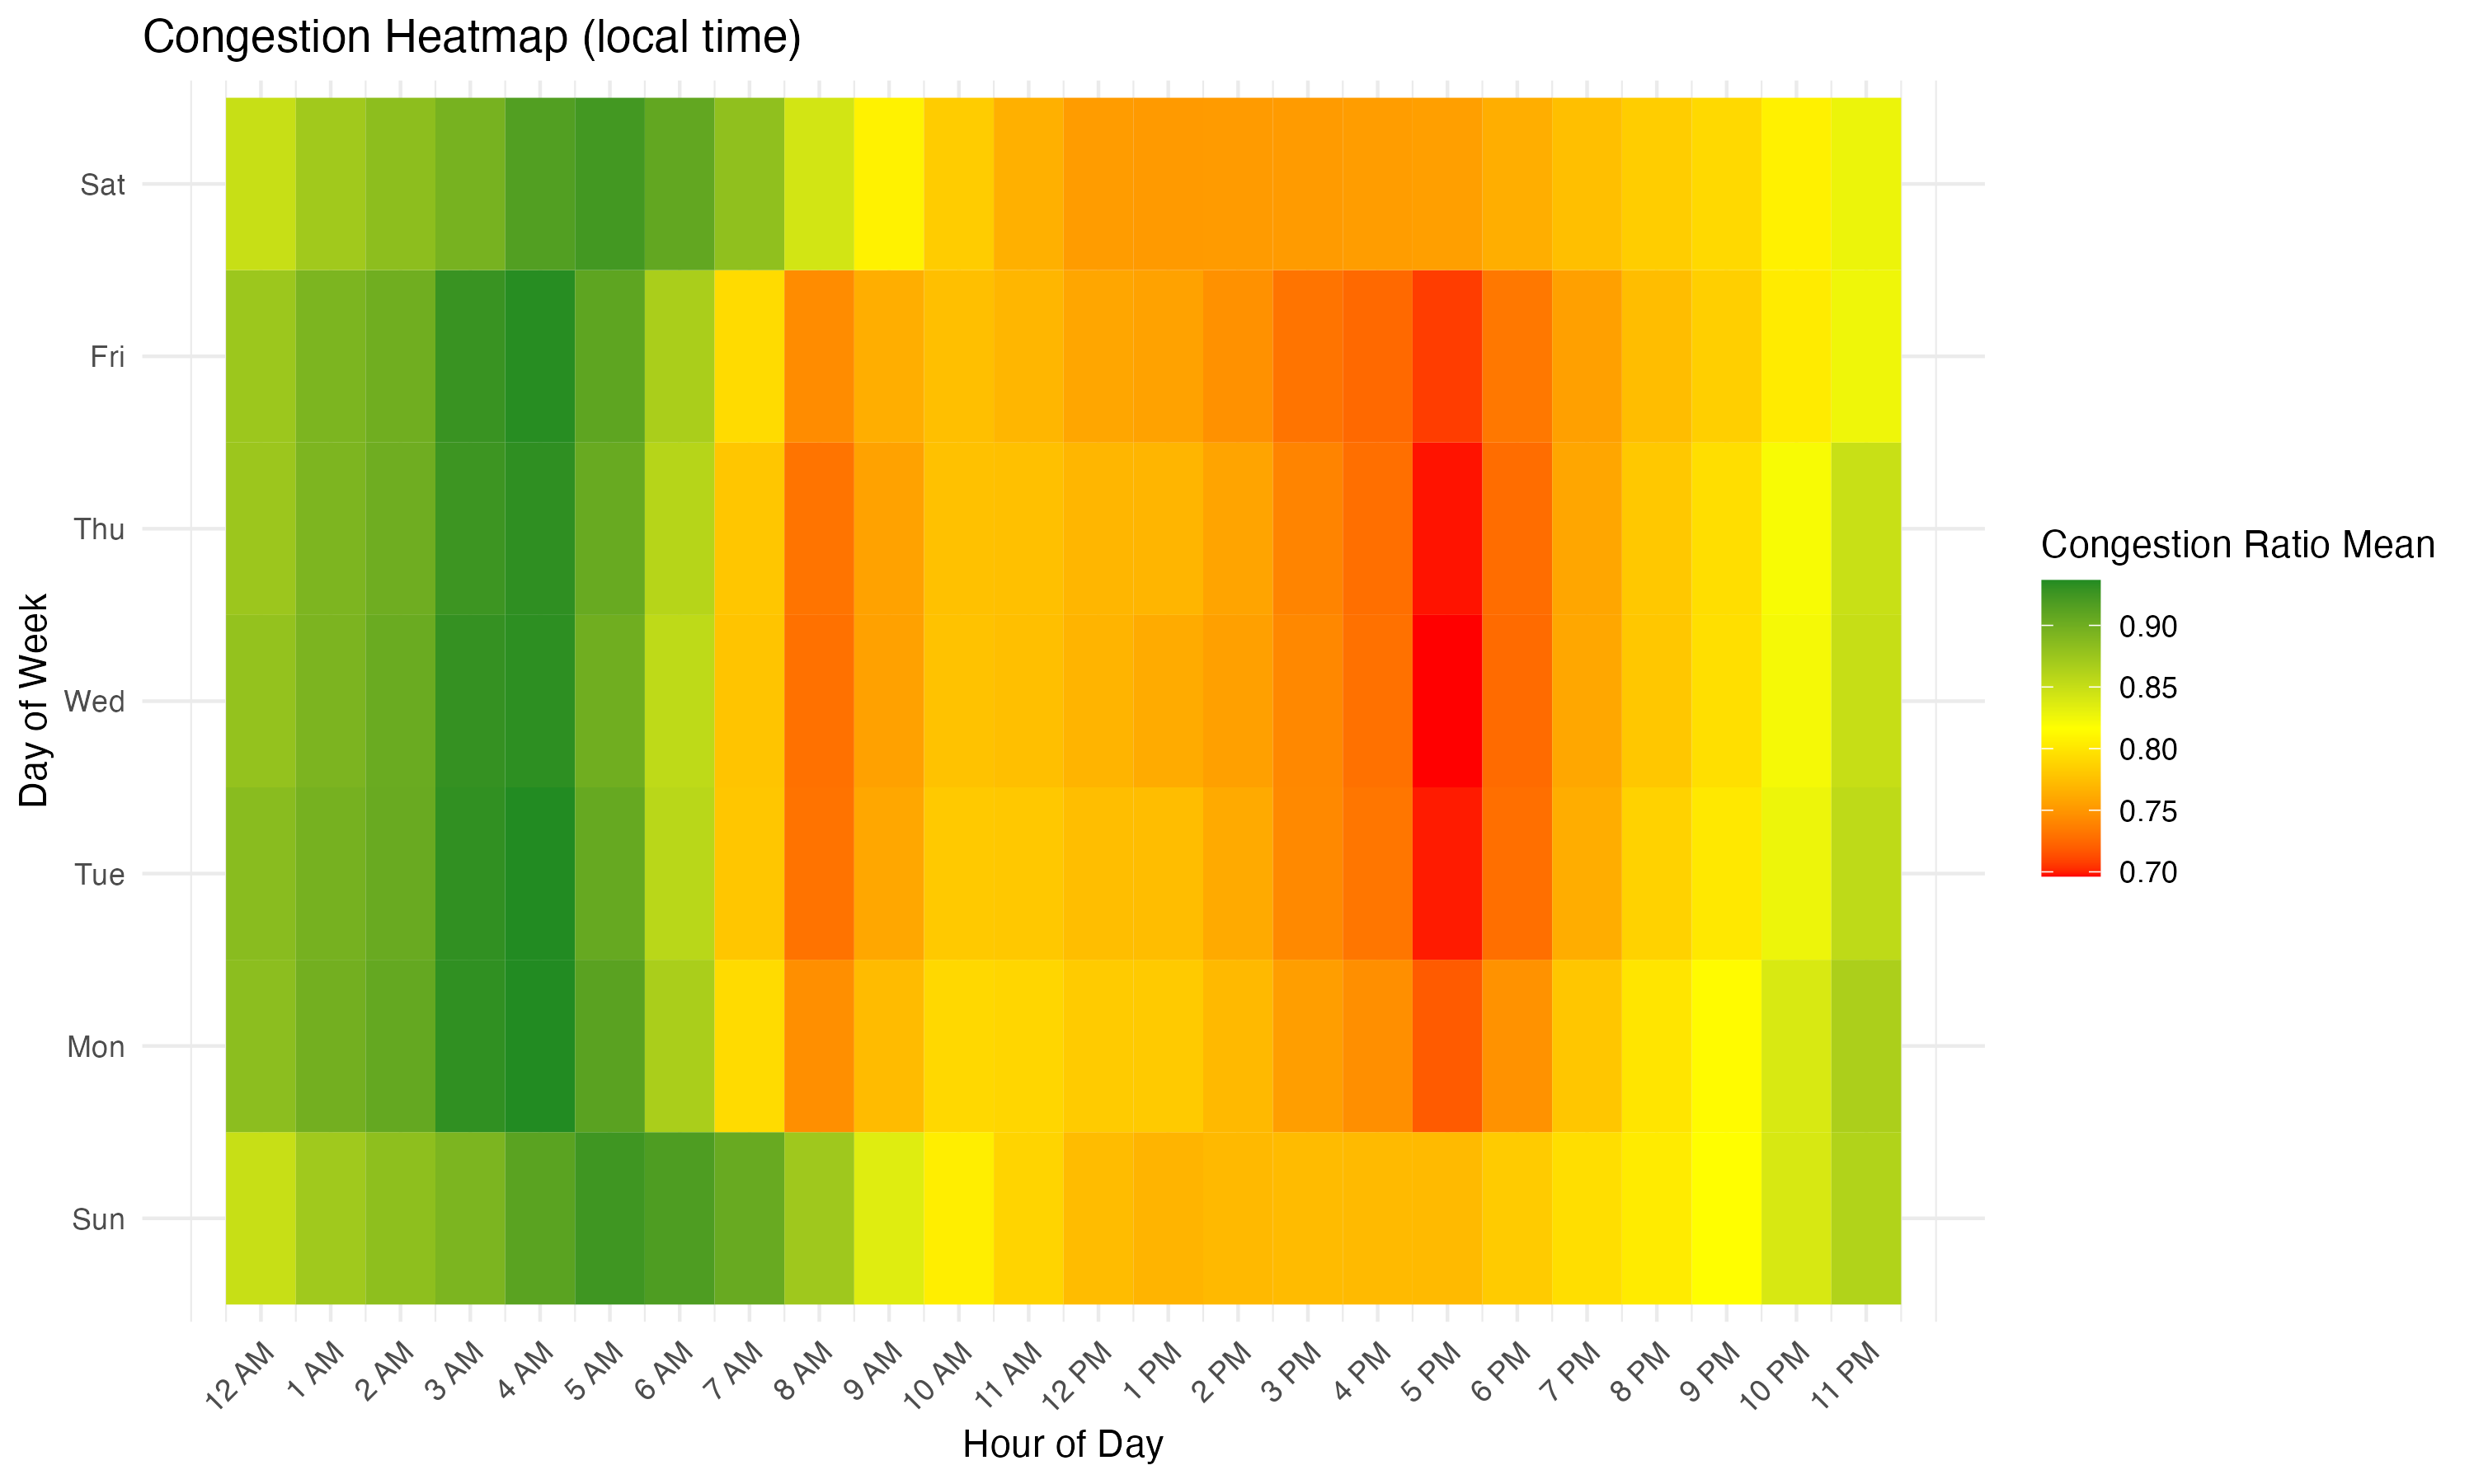 Congestion Heatmap (local time)
Day of Week
Sat
Fri
Thu
Wed
Tue
Mon
Sun
12 AM
1 AM
2 AM
3 AM
4 AM
5 AM
6 AM
7 AM
8 AM
9 AM
10 AM
11 AM
12 PM
1 PM
2 PM
3 PM
4 PM
5 PM
6 PM
7 PM
8 PM
9 PM
10 PM
11 PM
Hour of Day
Congestion Ratio Mean
0.90
0.85
0.80
0.75
0.70